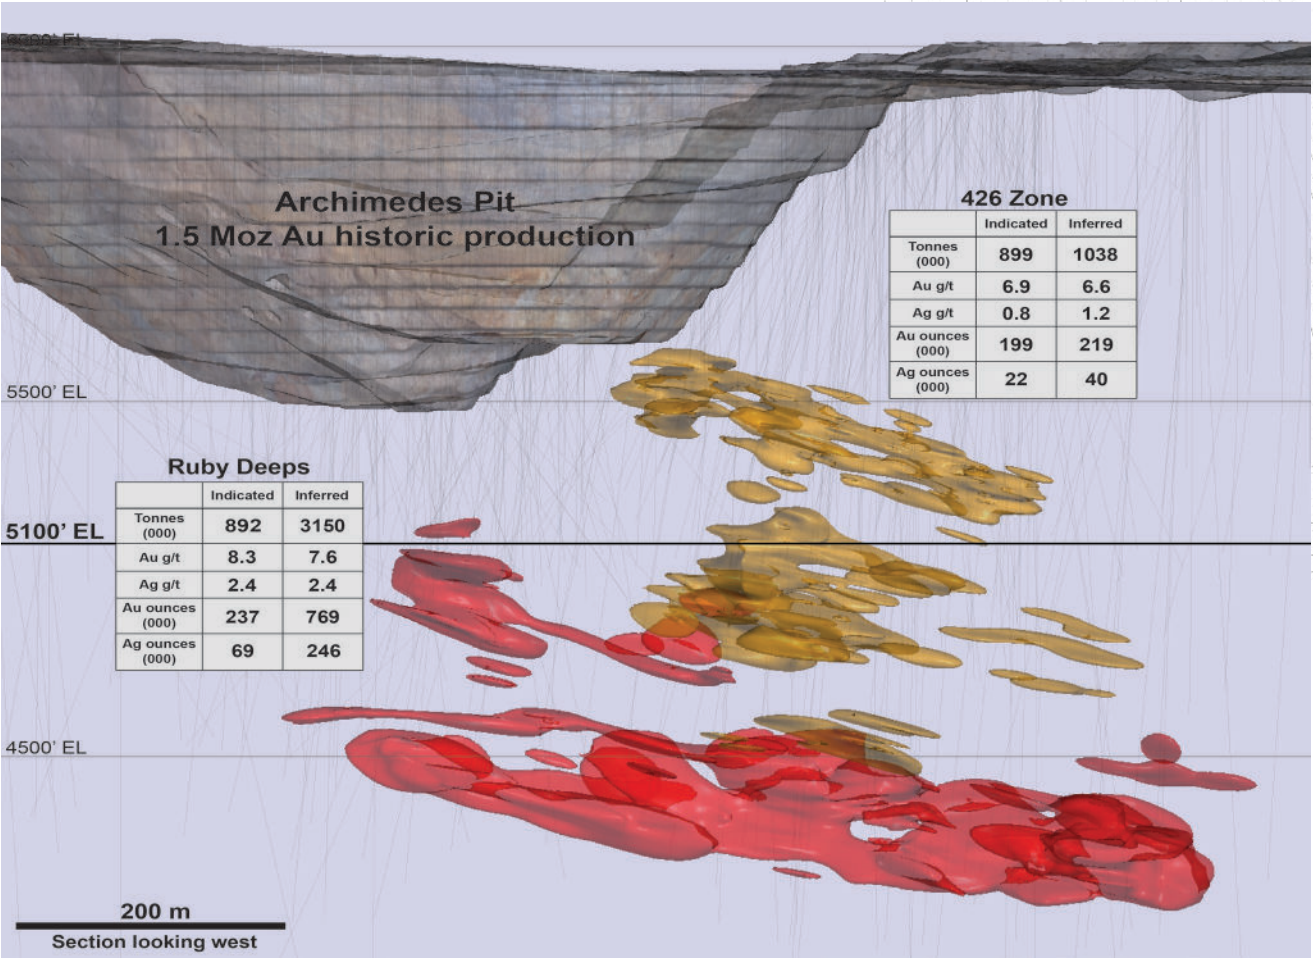 Archimedes Pit
1.5 Moz Au historic production
426 Zone
Indicated Inferred
Tonnes (000) 899 1038
Au g/t 6.9 6.6
Ag g/t 0.8 1.2
Au ounces (000) 199 219
Ag ounces (000) 22 40
5500' EL
Ruby Deeps
Indicated Inferred
Tonnes (000) 892 3150
Au g/t 8.3 7.6
Ag g/t 2.4 2.4
Au ounces (000) 237 769
Ag ounces (000) 69 246
5100' EL
4500' EL
200 m
Section looking west